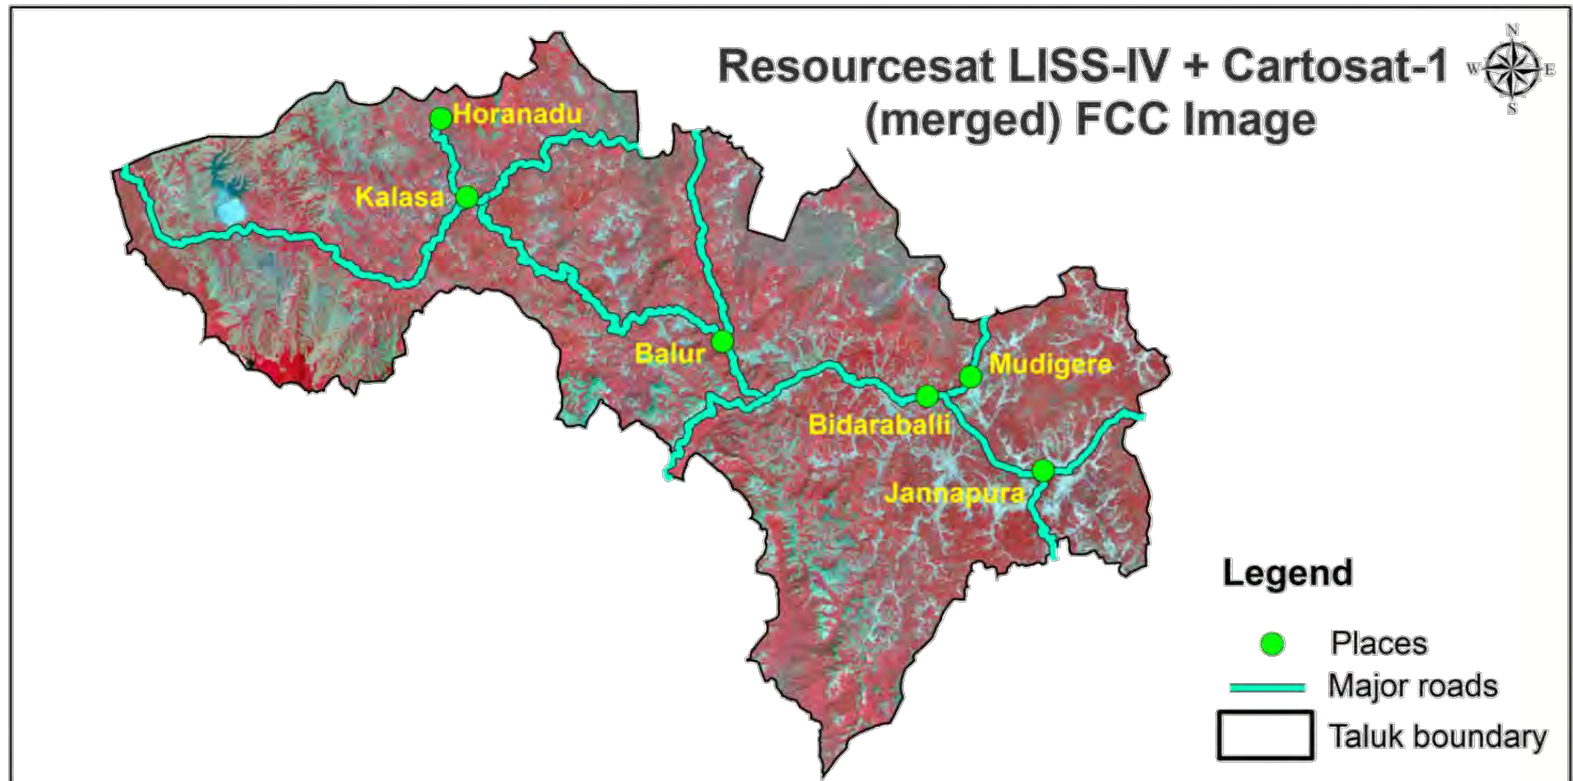 Resourcesat LISS-IV + Cartosat-1
(merged) FCC Image
N
W E
S
Horanadu
Kalasa
Balur
Mudigere
Bidaraballi
Jannapura
Legend
Places
Major roads
Taluk boundary